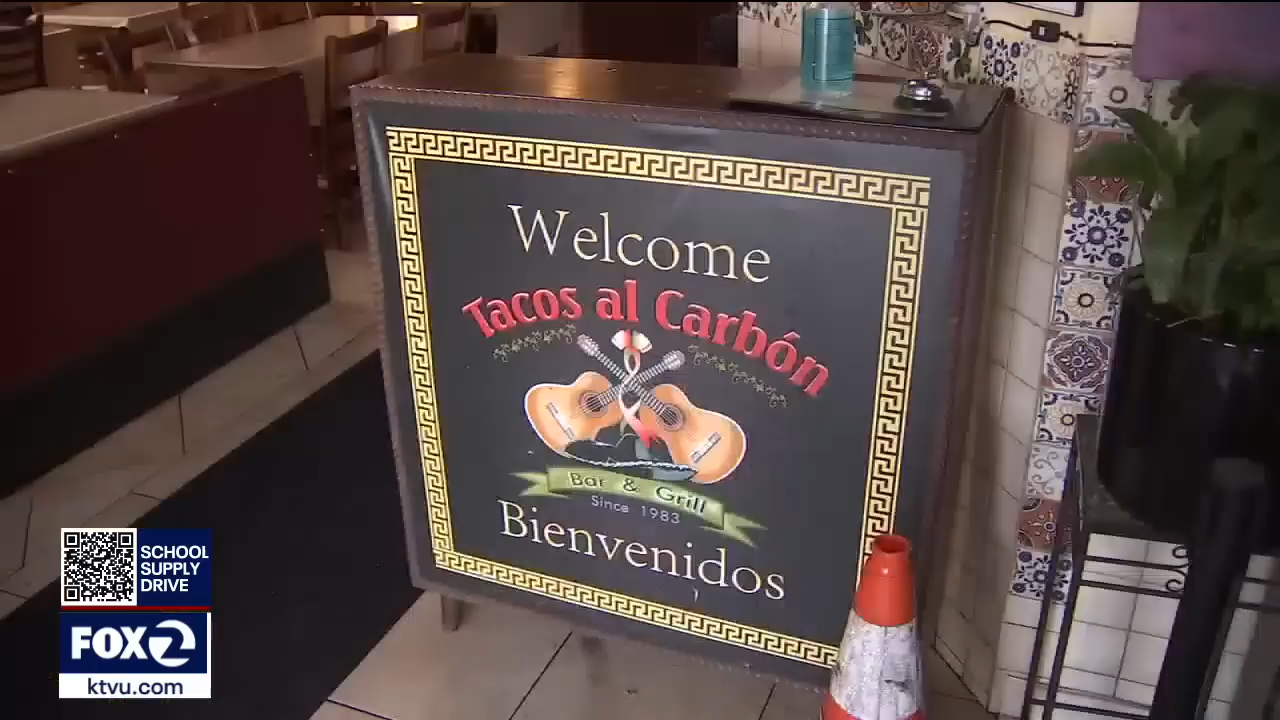 Welcome
Tacos al Carbón
Bar & Grill
Since 1983
Bienvenidos
SCHOOL
SUPPLY
DRIVE
FOX 2
ktvu.com